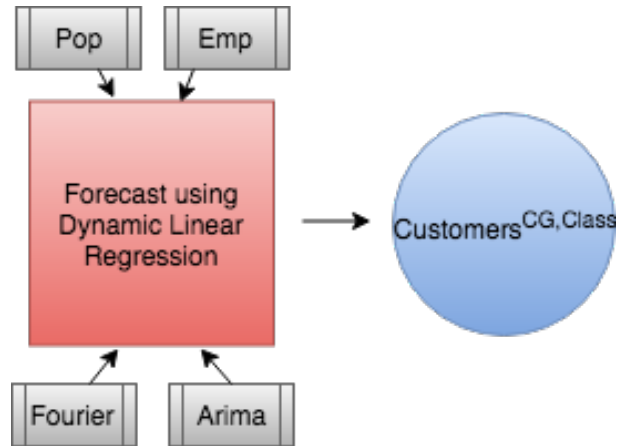 Pop
Emp
Forecast using
Dynamic Linear
Regression
Customers^CG,Class
Fourier
Arima